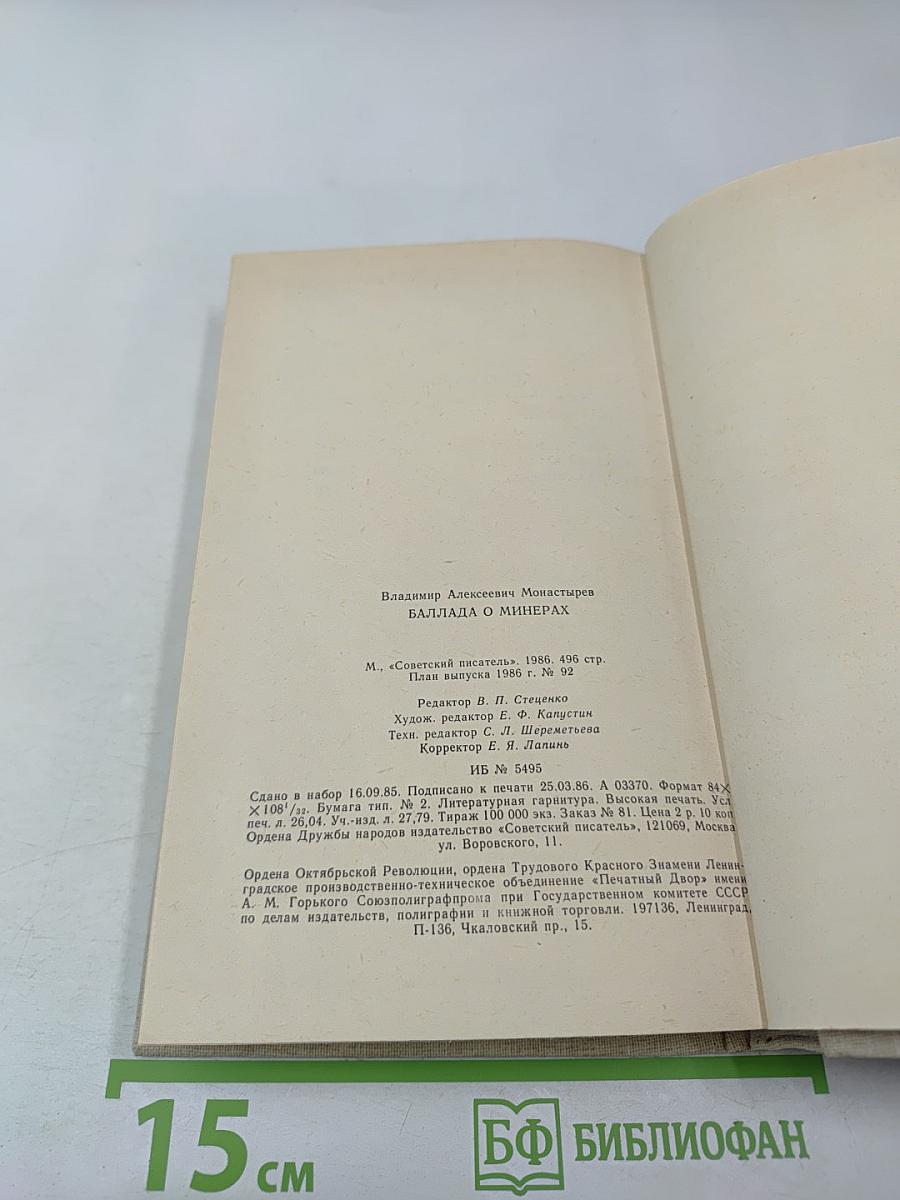 Владимир Алексеевич Монастырев
БАЛЛАДА О МИНЕРАХ
М., «Советский писатель». 1986. 496 стр.
План выпуска 1986 г. № 92
Редактор В. П. Стеценко
Худож. редактор Е. Ф. Капустин
Техн. редактор С. Л. Шереметьева
Корректор Е. Я. Лапинь
ИБ № 5495
Сдано в набор 16.09.85. Подписано к печати 25.03.86. А 03370. Формат 84×
×108¹/₃₂. Бумага тип. № 2. Литературная гарнитура. Высокая печать. Усл
печ. л. 26,04. Уч.-изд. л. 27,79. Тираж 100 000 экз. Заказ № 81. Цена 2 р. 10 коп
Ордена Дружбы народов издательство «Советский писатель», 121069, Москва
ул. Воровского, 11.
Ордена Октябрьской Революции, ордена Трудового Красного Знамени Ленин-
градское производственно-техническое объединение «Печатный Двор» имени
А. М. Горького Союзполиграфпрома при Государственном комитете СССР
по делам издательств, полиграфии и книжной торговли. 197136, Ленинград,
П-136, Чкаловский пр., 15.
15 см
БФ БИБЛИОФАН